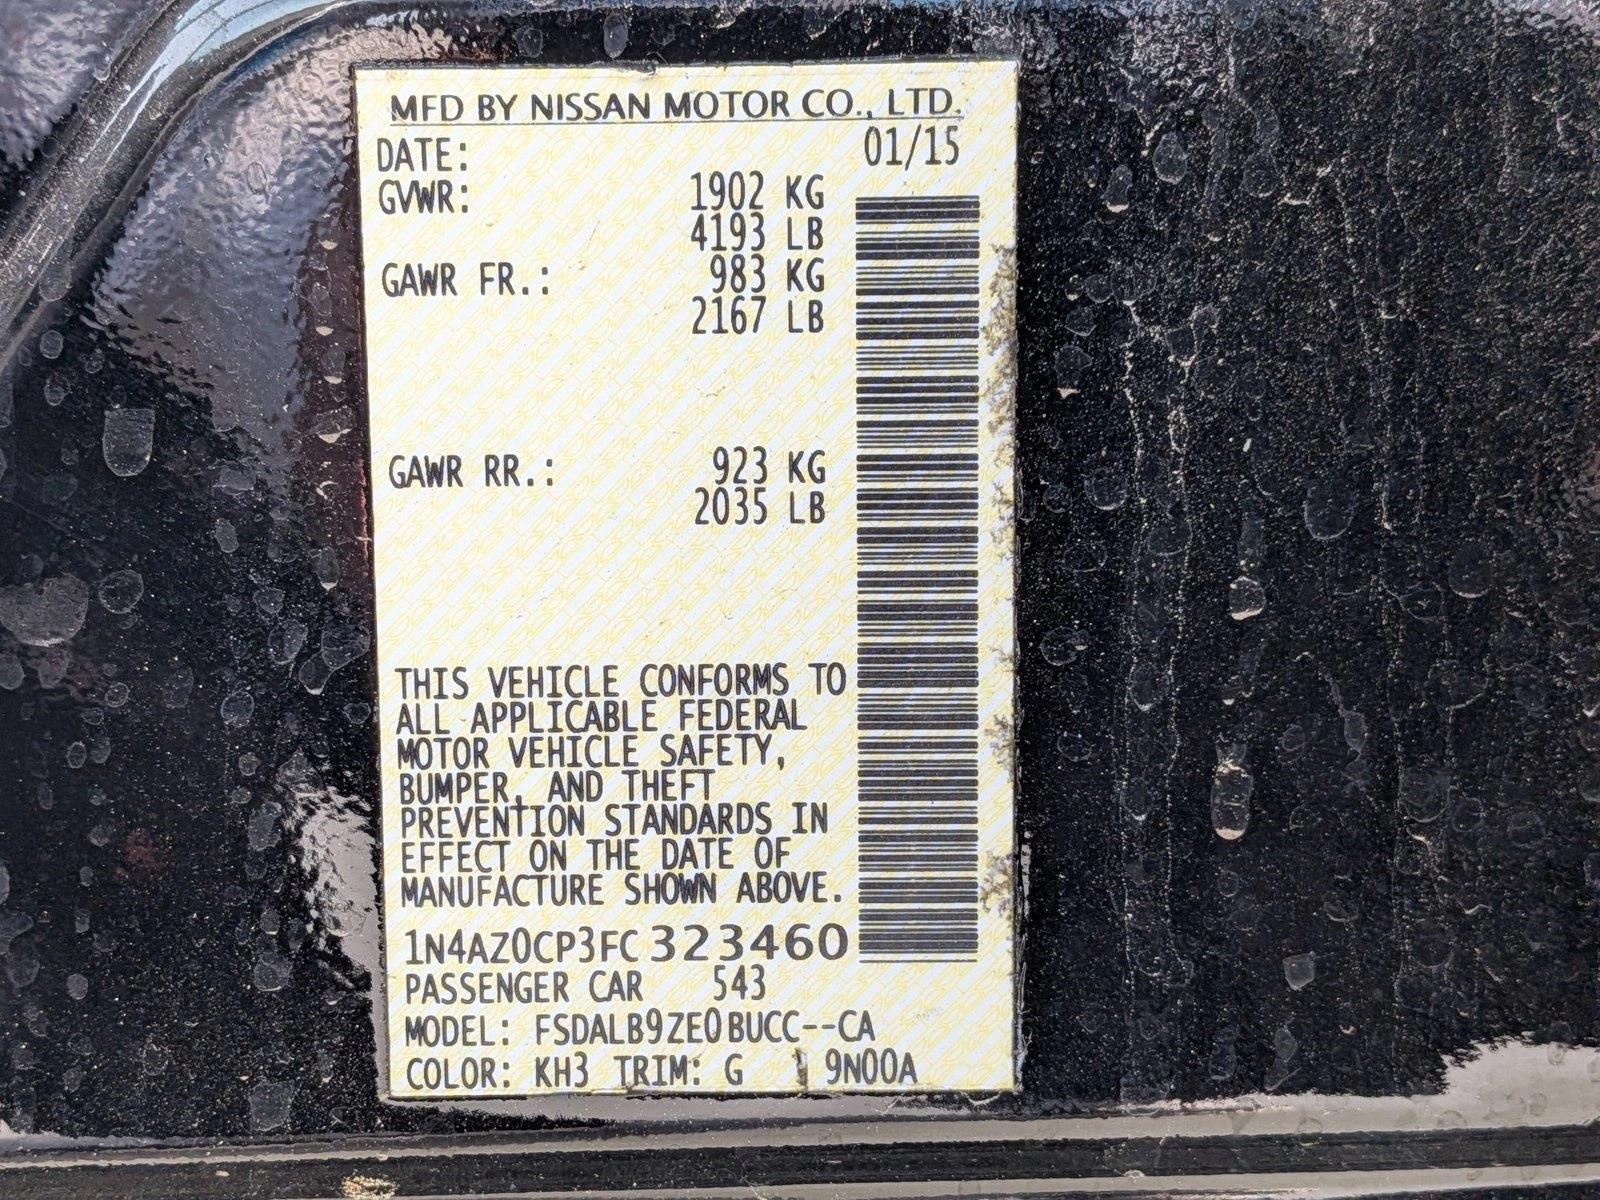 MFD BY NISSAN MOTOR CO., LTD.
DATE: 01/15
GVWR: 1902 KG
4193 LB
GAWR FR.: 983 KG
2167 LB
GAWR RR.: 923 KG
2035 LB
THIS VEHICLE CONFORMS TO
ALL APPLICABLE FEDERAL
MOTOR VEHICLE SAFETY,
BUMPER, AND THEFT
PREVENTION STANDARDS IN
EFFECT ON THE DATE OF
MANUFACTURE SHOWN ABOVE.
1N4AZ0CP3FC323460
PASSENGER CAR 543
MODEL: FSDALB9ZE0BUCC--CA
COLOR: KH3 TRIM: G 9N00A